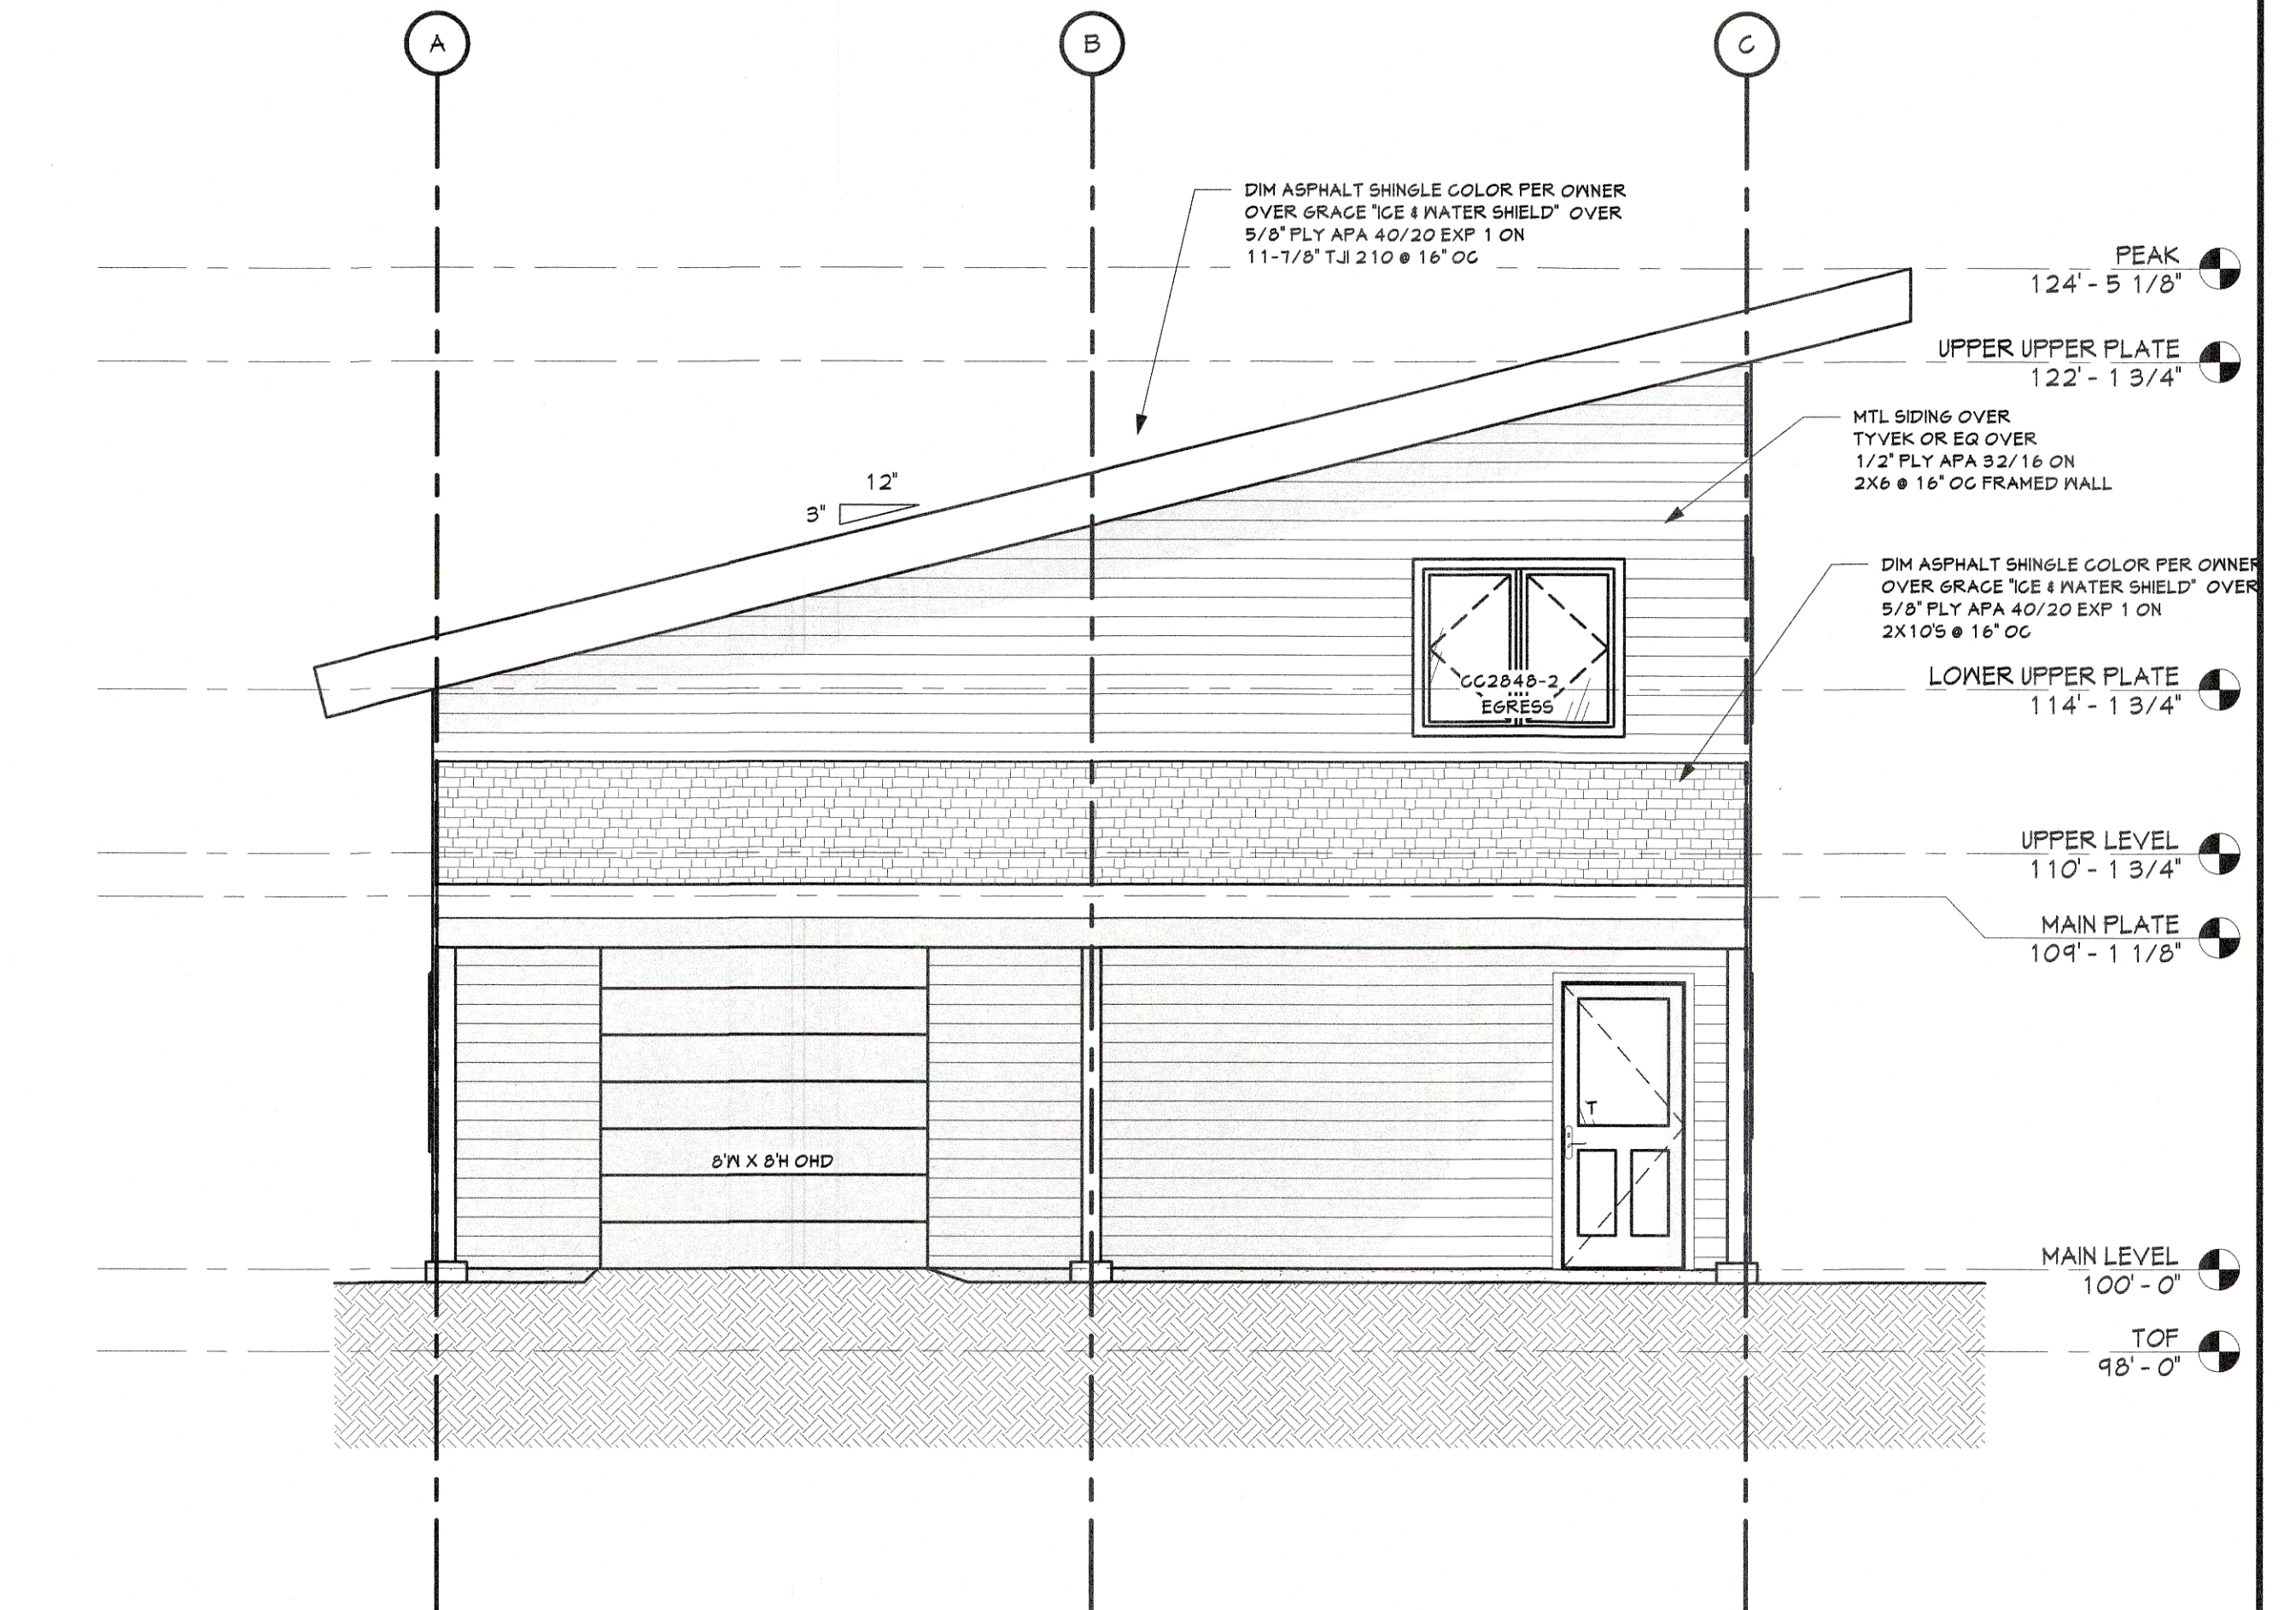 A
B
C
DIM ASPHALT SHINGLE COLOR PER OWNER
OVER GRACE "ICE & WATER SHIELD" OVER
5/8" PLY APA 40/20 EXP 1 ON
11-7/8" TJI 210 @ 16" OC
PEAK
124' - 5 1/8"
UPPER UPPER PLATE
122' - 1 3/4"
MTL SIDING OVER
TYVEK OR EQ OVER
1/2" PLY APA 32/16 ON
2X6 @ 16" OC FRAMED WALL
12"
3"
DIM ASPHALT SHINGLE COLOR PER OWNER
OVER GRACE "ICE & WATER SHIELD" OVER
5/8" PLY APA 40/20 EXP 1 ON
2X10'S @ 16" OC
CC2848-2
EGRESS
LOWER UPPER PLATE
114' - 1 3/4"
UPPER LEVEL
110' - 1 3/4"
MAIN PLATE
109' - 1 1/8"
T
8'W X 8'H OHD
MAIN LEVEL
100' - 0"
TOF
98' - 0"